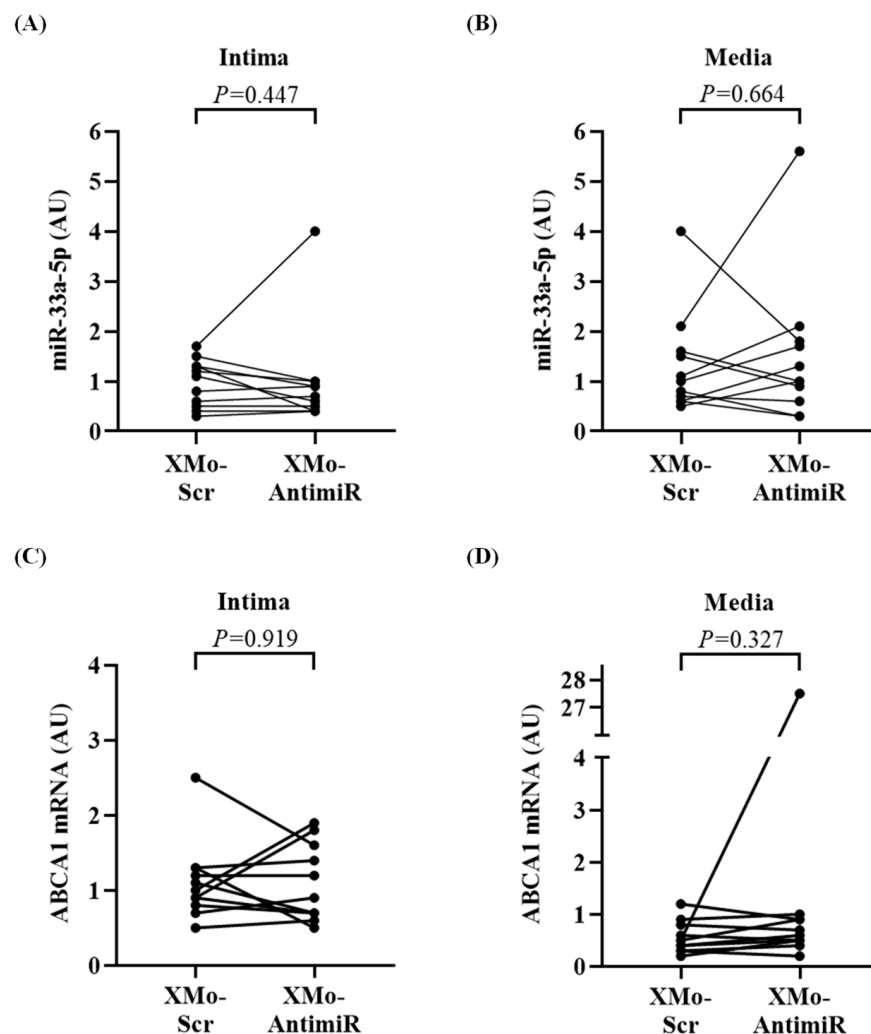 (A)
Intima
P=0.447
miR-33a-5p (AU)
6
5
4
3
2
1
0
XMo-
Scr
XMo-
AntimiR
(B)
Media
P=0.664
miR-33a-5p (AU)
6
5
4
3
2
1
0
XMo-
Scr
XMo-
AntimiR
(C)
Intima
P=0.919
ABCA1 mRNA (AU)
4
3
2
1
0
XMo-
Scr
XMo-
AntimiR
(D)
Media
P=0.327
ABCA1 mRNA (AU)
28
27
4
3
2
1
0
XMo-
Scr
XMo-
AntimiR